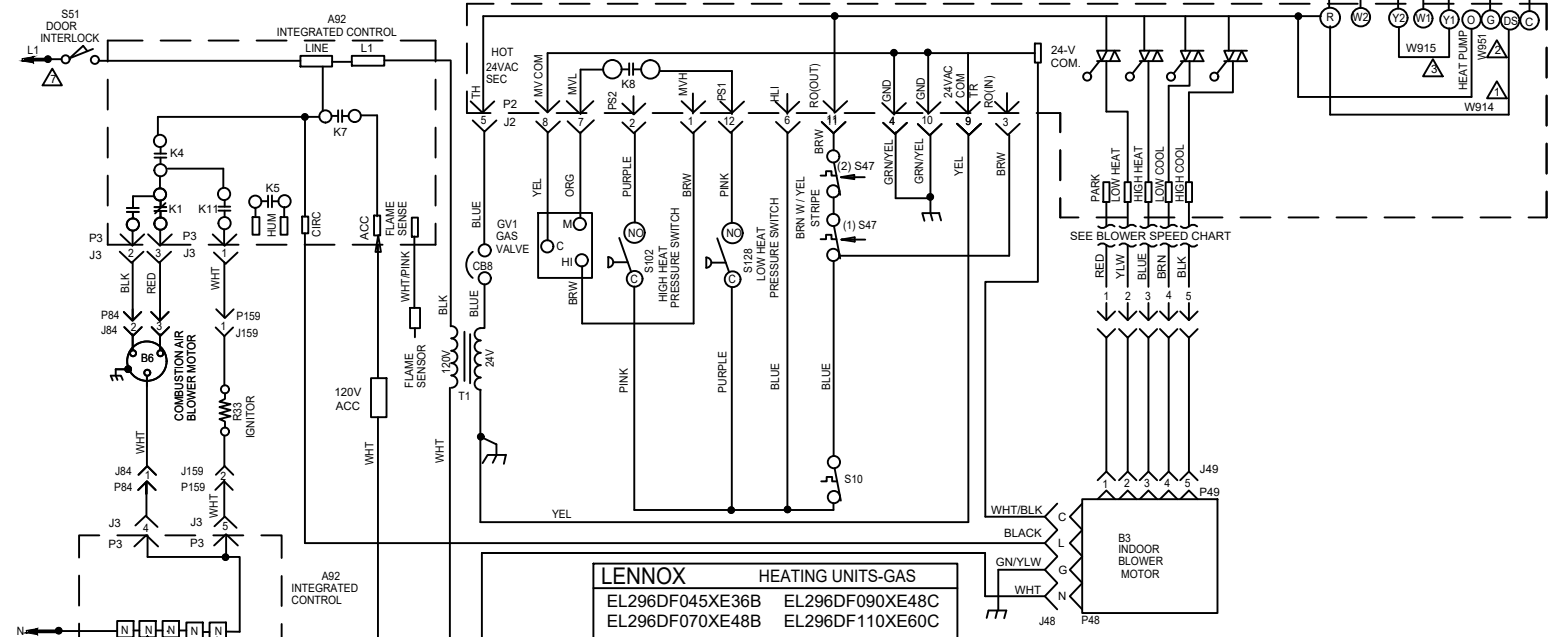 S51
DOOR
INTERLOCK
L1
7
A92
INTEGRATED CONTROL
LINE
L1
K7
K4
K1
K11
K5
HUM
CIRC
ACC
FLAME
SENSE
P3
J3
2
3
P3
J3
1
BLK
RED
WHT
WHT/PINK
P84
J84
2
3
P159
1
J159
B6
COMBUSTION AIR
BLOWER MOTOR
R33
IGNITOR
FLAME
SENSOR
120V
ACC
WHT
WHT
J84
P84
1
J159
P159
2
WHT
J3
P3
4
J3
P3
5
A92
INTEGRATED
CONTROL
N
N
N
N
N
N
BLK
120V
24V
T1
WHT
HOT
24VAC
SEC
TH
P2
J2
5
BLUE
GV1
GAS
VALVE
CB8
BLUE
MV COM
MVL
K8
PS2
MVH
PS1
HLI
RO(OUT)
GND
GND
24VAC
COM
TR
RO(IN)
8
7
2
1
12
6
11
4
10
9
3
YEL
ORG
PURPLE
BRW
PINK
BRW
GRN/YEL
GRN/YEL
YEL
BRW
M
C
HI
BRW
NO
C
S102
HIGH HEAT
PRESSURE SWITCH
NO
C
S128
LOW HEAT
PRESSURE SWITCH
(2) S47
BRN W / YEL
STRIPE
(1) S47
PINK
PURPLE
BLUE
BLUE
S10
YEL
24-V
COM.
R
W2
Y2
W1
Y1
O
G
DS
C
W915
3
HEAT PUMP
W951
2
1
W914
PARK
LOW HEAT
HIGH HEAT
LOW COOL
HIGH COOL
SEE BLOWER SPEED CHART
RED
YLW
BLUE
BRN
BLK
1
2
3
4
5
J49
1
2
3
4
5
P49
WHT/BLK
C
BLACK
L
GN/YLW
G
WHT
N
J48
P48
B3
INDOOR
BLOWER
MOTOR
LENNOX HEATING UNITS-GAS
EL296DF045XE36B EL296DF090XE48C
EL296DF070XE48B EL296DF110XE60C